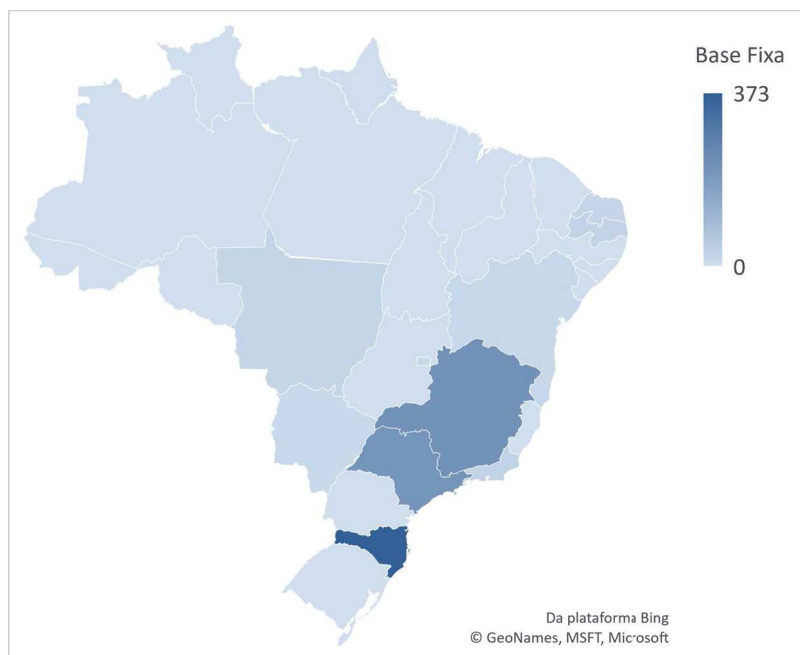 Base Fixa
373
0
Da plataforma Bing
© GeoNames, MSFT, Microsoft